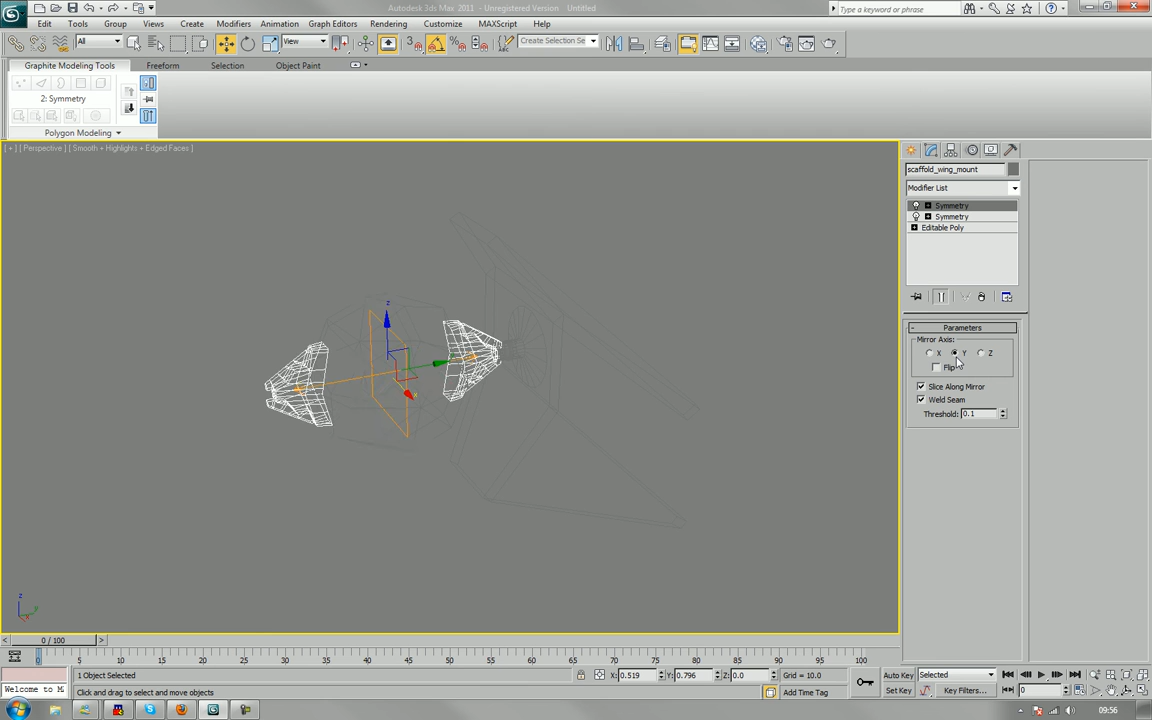 Autodesk 3ds Max 2011 - Unregistered Version Untitled
Type a keyword or phrase
Edit Tools Group Views Create Modifiers Animation Graph Editors Rendering Customize MAXScript Help
All View Create Selection Se
Graphite Modeling Tools Freeform Selection Object Paint
2: Symmetry
Polygon Modeling
[ + ] [ Perspective ] [ Smooth + Highlights + Edged Faces ]
scaffold_wing_mount
Modifier List
Symmetry
Symmetry
Editable Poly
Parameters
Mirror Axis:
X Y Z
Flip
Slice Along Mirror
Weld Seam
Threshold: 0.1
z
x
z
y
0 / 100
0 5 10 15 20 25 30 35 40 45 50 55 60 65 70 75 80 85 90 95 100
1 Object Selected X: 0.519 Y: 0.796 Z: 0.0 Grid = 10.0 Auto Key Selected
Welcome to M Click and drag to select and move objects Add Time Tag Set Key Key Filters... 0
09:56